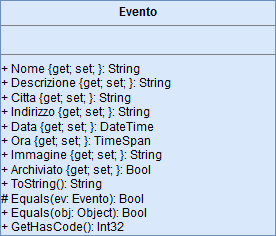 Evento
+ Nome {get; set; }: String
+ Descrizione {get; set; }: String
+ Citta {get; set; }: String
+ Indirizzo {get; set; }: String
+ Data {get; set; }: DateTime
+ Ora {get; set; }: TimeSpan
+ Immagine {get; set; }: String
+ Archiviato {get; set; }: Bool
+ ToString(): String
# Equals(ev: Evento): Bool
+ Equals(obj: Object): Bool
+ GetHasCode(): Int32